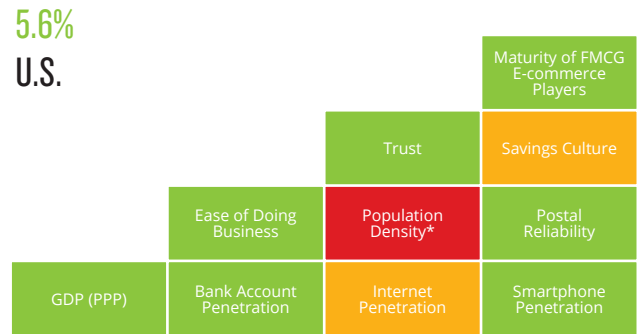 5.6%
U.S.
Maturity of FMCG
E-commerce
Players
Trust
Savings Culture
Ease of Doing
Business
Population
Density*
Postal
Reliability
GDP (PPP)
Bank Account
Penetration
Internet
Penetration
Smartphone
Penetration